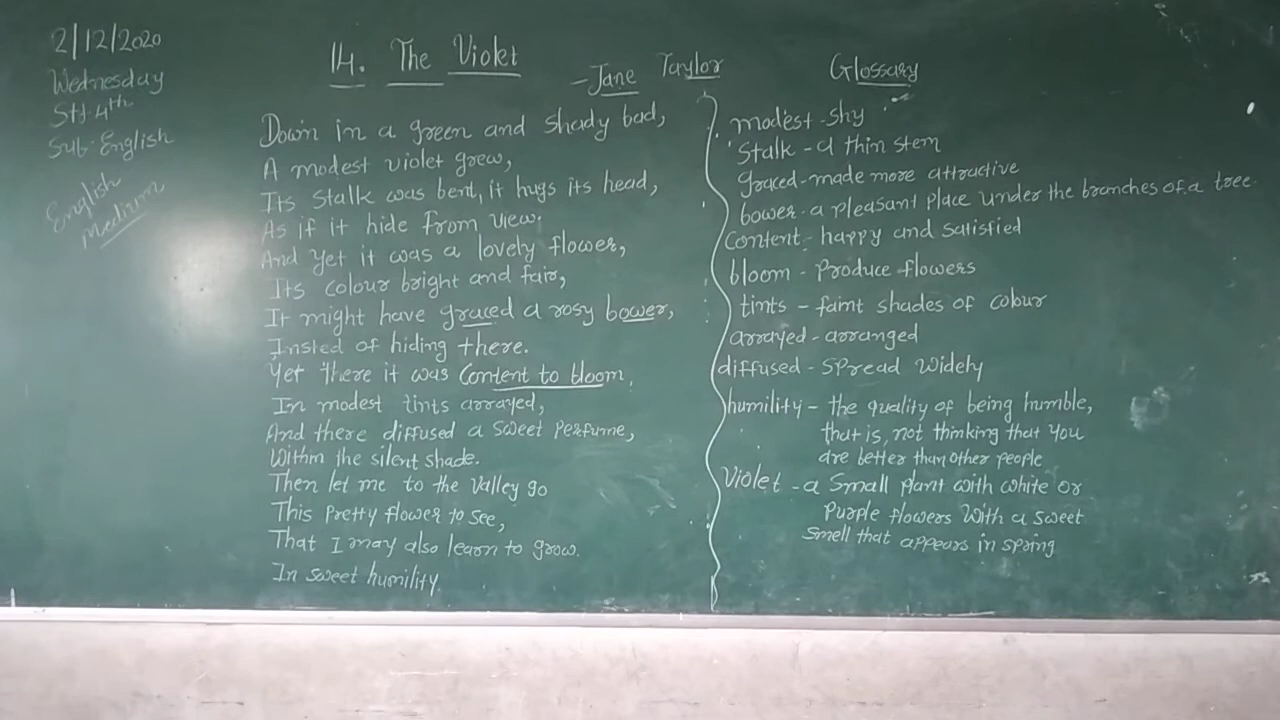 2/12/2020
Wednesday
Std. 4th
Sub. English
English
Medium
14. The Violet
- Jane Taylor
Down in a green and shady bad,
A modest violet grew,
Its stalk was bent, it hugs its head,
As if it hide from view.
And yet it was a lovely flower,
Its colour bright and fair,
It might have graced a rosy bower,
Insted of hiding there.
Yet there it was Content to bloom,
In modest tints arrayed,
And there diffused a sweet Perfume,
Within the silent shade.
Then let me to the Valley go
This Pretty flower to see,
That I may also learn to grow.
In sweet humility
Glossary
modest - shy
Stalk - a thin stem
graced - made more attractive
bower - a pleasant place under the branches of a tree.
Content - happy and satisfied
bloom - Produce flowers
tints - faint shades of colour
arrayed - arranged
diffused - spread widely
humility - the quality of being humble,
that is, not thinking that you
are better than other people
Violet - a small plant with white or
Purple flowers with a sweet
smell that appears in spring